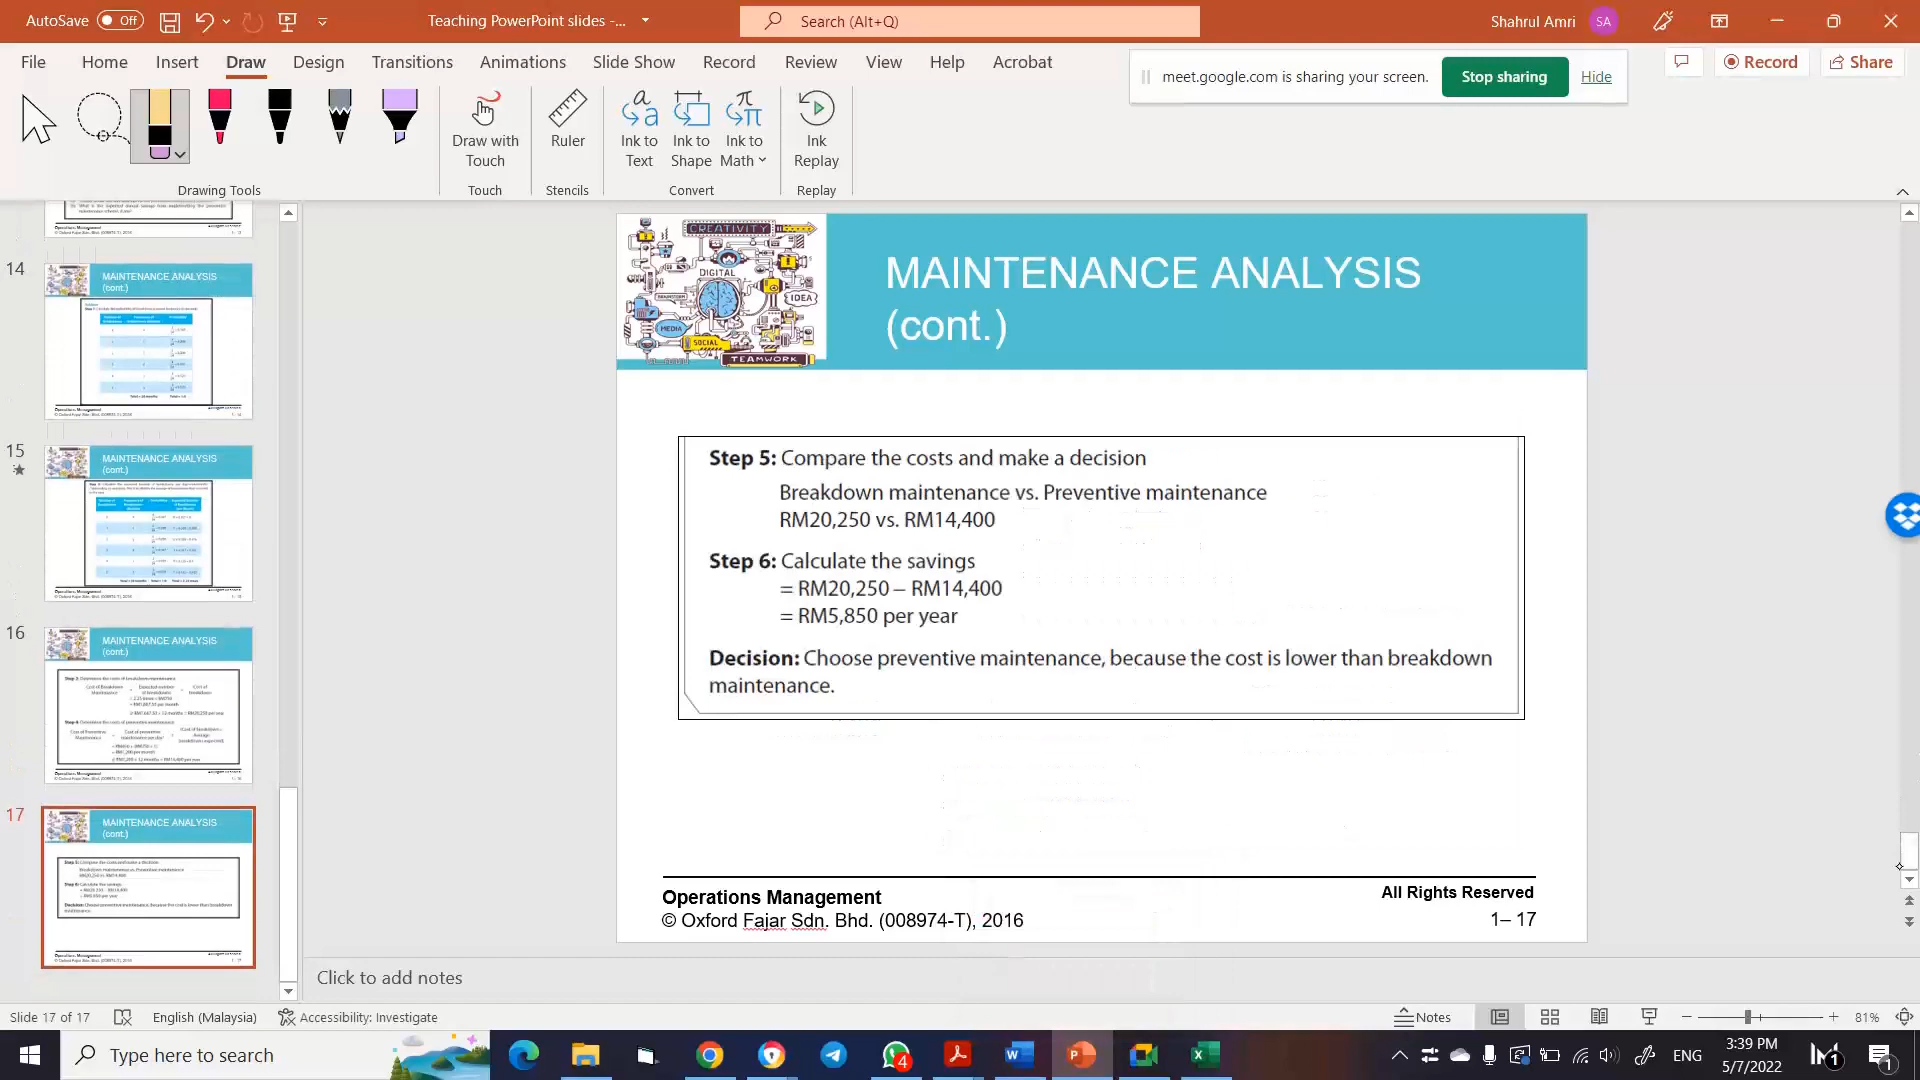 AutoSave Off
Teaching PowerPoint slides -...
Search (Alt+Q)
Shahrul Amri SA
File Home Insert Draw Design Transitions Animations Slide Show Record Review View Help Acrobat
meet.google.com is sharing your screen. Stop sharing Hide
Record Share
Draw with Touch
Ruler
Ink to Text
Ink to Shape
Ink to Math
Ink Replay
Drawing Tools Touch Stencils Convert Replay
14
MAINTENANCE ANALYSIS
(cont.)
15
MAINTENANCE ANALYSIS
(cont.)
16
MAINTENANCE ANALYSIS
(cont.)
17
MAINTENANCE ANALYSIS
(cont.)
CREATIVITY
DIGITAL
BRAINSTORM
IDEA
MEDIA
SOCIAL
TEAMWORK
MAINTENANCE ANALYSIS
(cont.)
Step 5: Compare the costs and make a decision
Breakdown maintenance vs. Preventive maintenance
RM20,250 vs. RM14,400
Step 6: Calculate the savings
= RM20,250 – RM14,400
= RM5,850 per year
Decision: Choose preventive maintenance, because the cost is lower than breakdown
maintenance.
Operations Management
All Rights Reserved
© Oxford Fajar Sdn. Bhd. (008974-T), 2016
1– 17
Click to add notes
Slide 17 of 17 English (Malaysia) Accessibility: Investigate Notes 81%
Type here to search
4
ENG
3:39 PM
5/7/2022
1
1